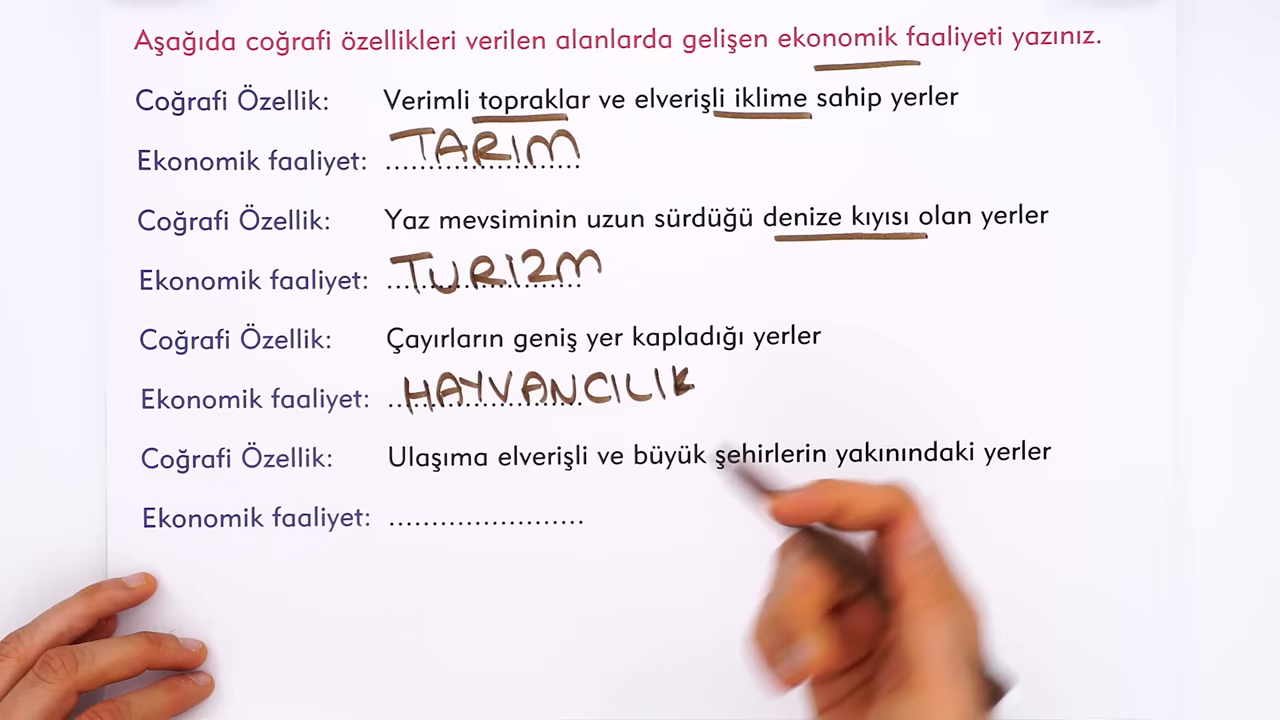 Aşağıda coğrafi özellikleri verilen alanlarda gelişen ekonomik faaliyeti yazınız.
Coğrafi Özellik: Verimli topraklar ve elverişli iklime sahip yerler
Ekonomik faaliyet: TARIM
Coğrafi Özellik: Yaz mevsiminin uzun sürdüğü denize kıyısı olan yerler
Ekonomik faaliyet: TURİZM
Coğrafi Özellik: Çayırların geniş yer kapladığı yerler
Ekonomik faaliyet: HAYVANCILIK
Coğrafi Özellik: Ulaşıma elverişli ve büyük şehirlerin yakınındaki yerler
Ekonomik faaliyet: .......................